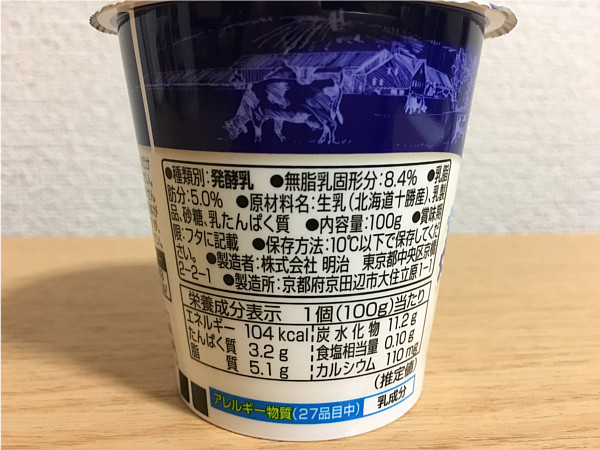 ●種類別:発酵乳 ●無脂乳固形分:8.4% ●乳脂
肪分:5.0% ●原材料名:生乳(北海道十勝産)、乳製
品、砂糖、乳たんぱく質 ●内容量:100g ●賞味期
限:フタに記載 ●保存方法:10℃以下で保存してくだ
さい。 ●製造者:株式会社 明治 東京都中央区京橋
2-2-1 ●製造所:京都府京田辺市大住立原1-1
栄養成分表示 1個(100g)当たり
エネルギー 104 kcal 炭水化物 11.2 g
たんぱく質 3.2 g 食塩相当量 0.10 g
脂質 5.1 g カルシウム 110 mg
(推定値)
アレルギー物質(27品目中) 乳成分